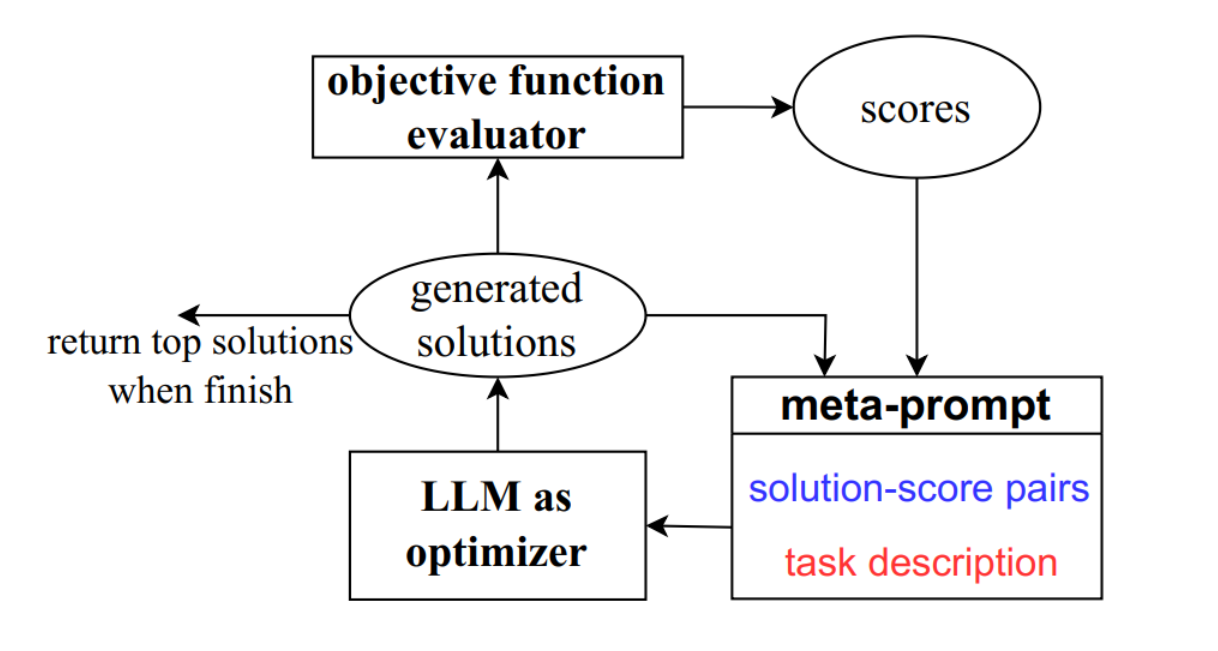 objective function
evaluator
scores
generated
solutions
return top solutions
when finish
meta-prompt
solution-score pairs
task description
LLM as
optimizer